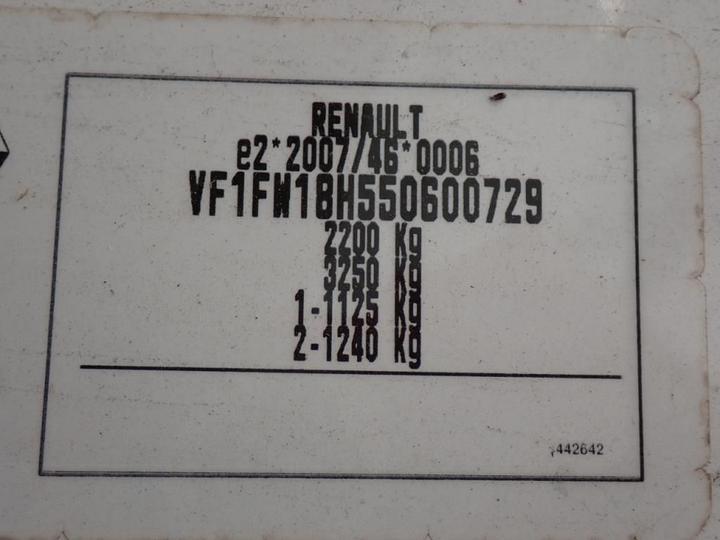 RENAULT
e2*2007/46*0006
VF1FW18H550600729
2200 Kg
3250 Kg
1-1125 Kg
2-1240 Kg
442642